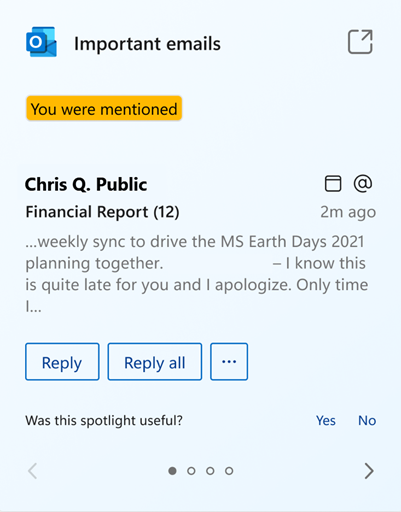 Important emails
You were mentioned
Chris Q. Public
@
Financial Report (12)
2m ago
...weekly sync to drive the MS Earth Days 2021
planning together. – I know this
is quite late for you and I apologize. Only time
I...
Reply
Reply all
...
Was this spotlight useful?
Yes
No